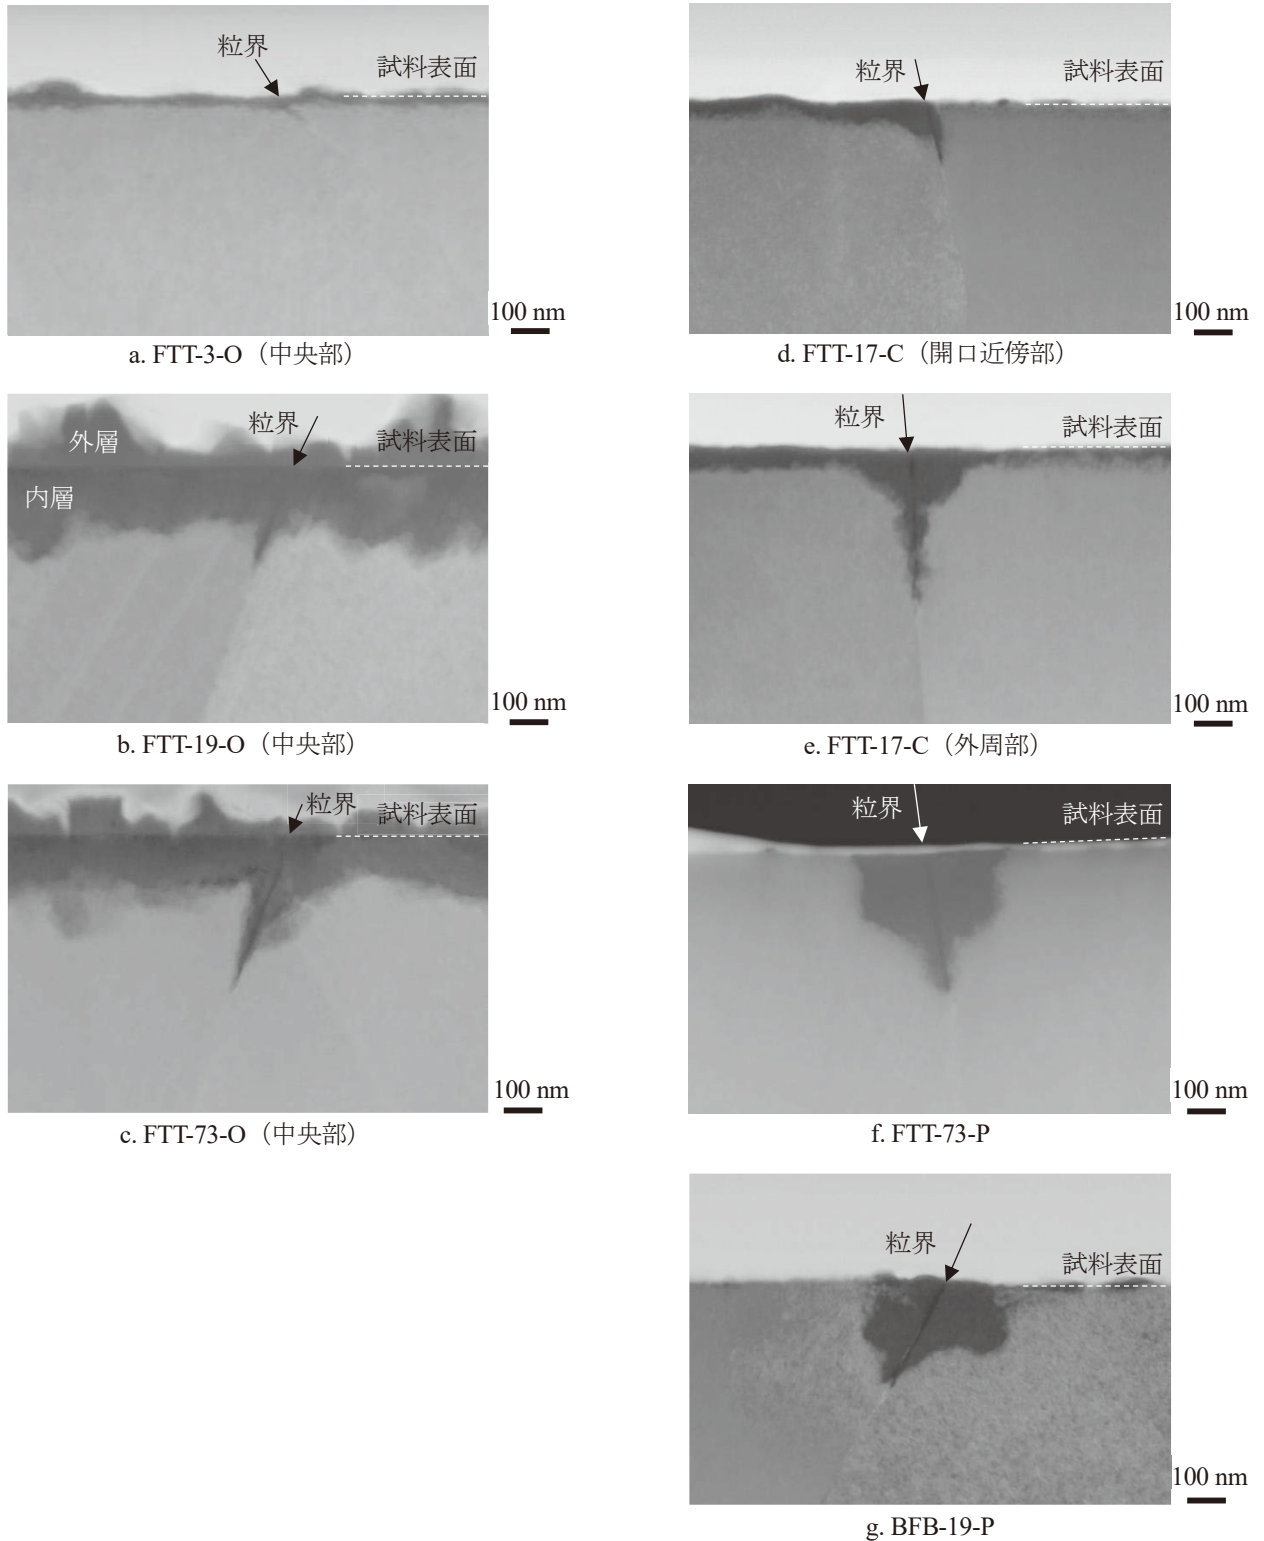 粒界
試料表面
100 nm
a. FTT-3-O（中央部）
外層
粒界
試料表面
内層
100 nm
b. FTT-19-O（中央部）
粒界
試料表面
100 nm
c. FTT-73-O（中央部）
粒界
試料表面
100 nm
d. FTT-17-C（開口近傍部）
粒界
試料表面
100 nm
e. FTT-17-C（外周部）
粒界
試料表面
100 nm
f. FTT-73-P
粒界
試料表面
100 nm
g. BFB-19-P